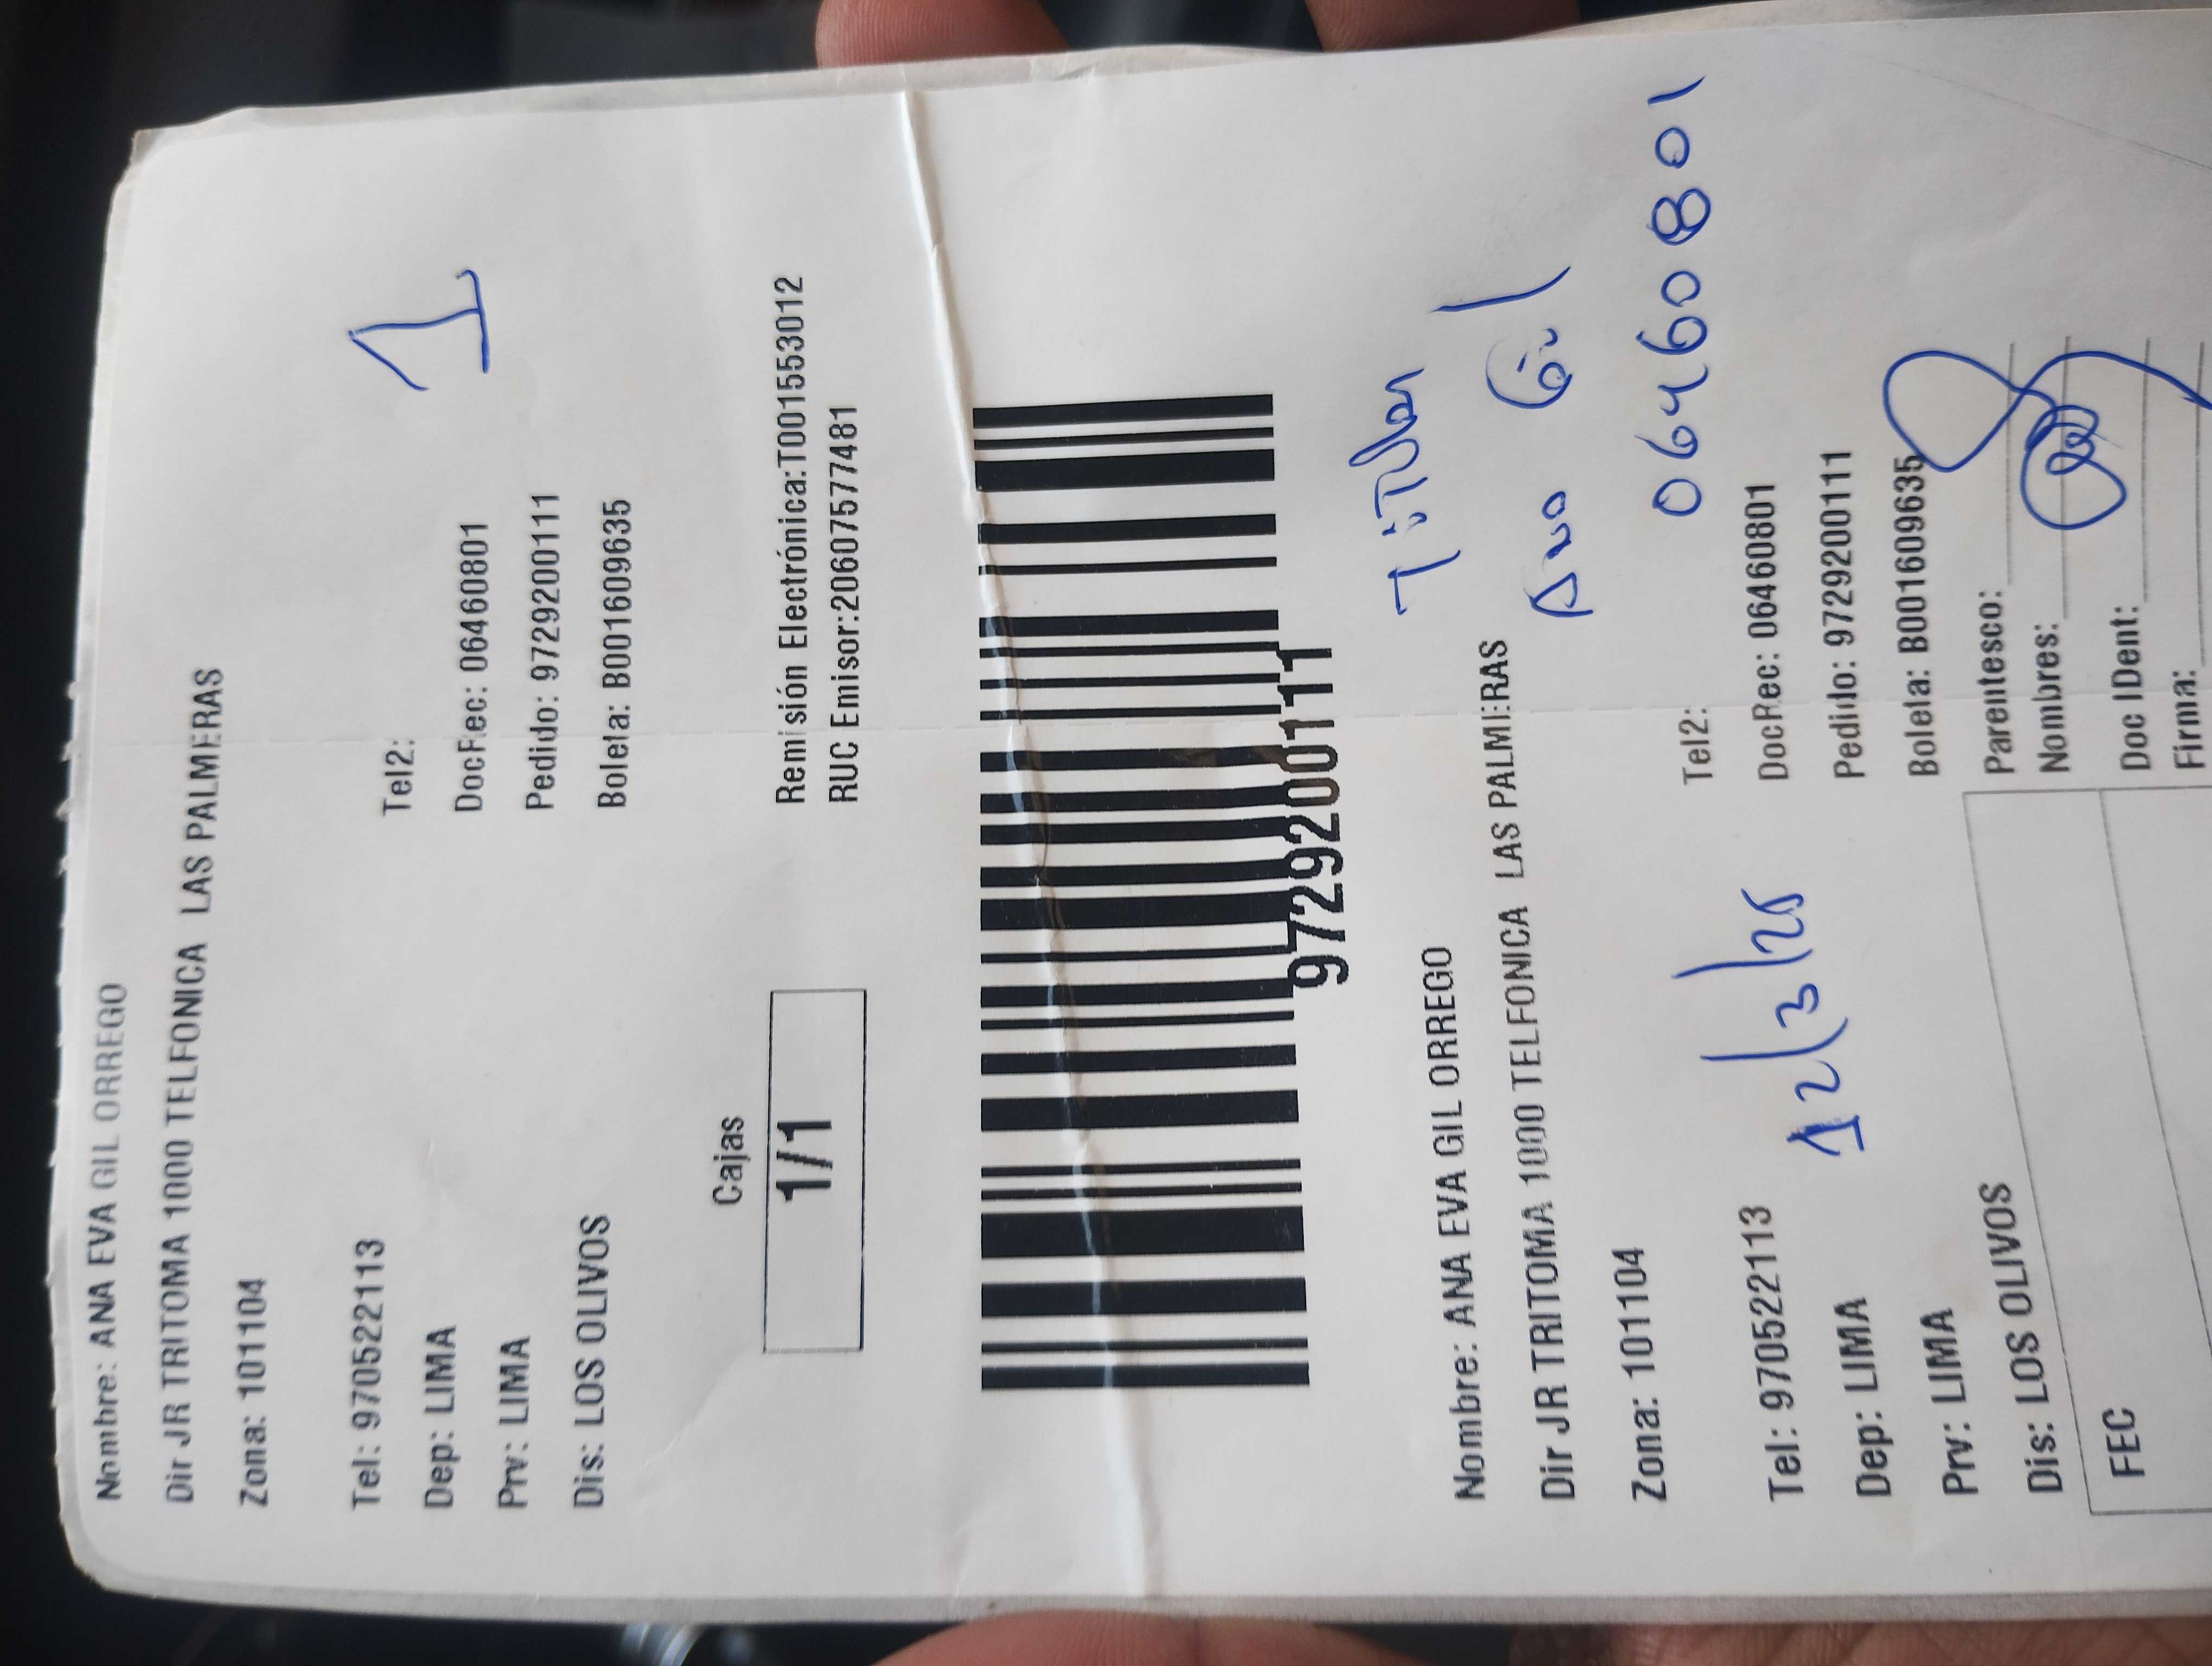 Nombre: ANA EVA GIL ORREGO
Dir JR TRITOMA 1000 TELFONICA LAS PALMERAS
Zona: 101104
Tel: 970522113
Tel2:
Dep: LIMA
DocRec: 06460801
Prv: LIMA
Pedido: 9729200111
Dis: LOS OLIVOS
Boleta: B001609635
1
Cajas
1/1
Remisión Electrónica:T001553012
RUC Emisor:20607577481
9729200111
Titular
Ana Gil
06460801
Nombre: ANA EVA GIL ORREGO
Dir JR TRITOMA 1000 TELFONICA LAS PALMERAS
Zona: 101104
12/3/25
Tel: 970522113
Tel2:
Dep: LIMA
DocRec: 06460801
Prv: LIMA
Pedido: 9729200111
Dis: LOS OLIVOS
Boleta: B001609635
Parentesco:
Nombres:
FEC
Doc IDent:
Firma: